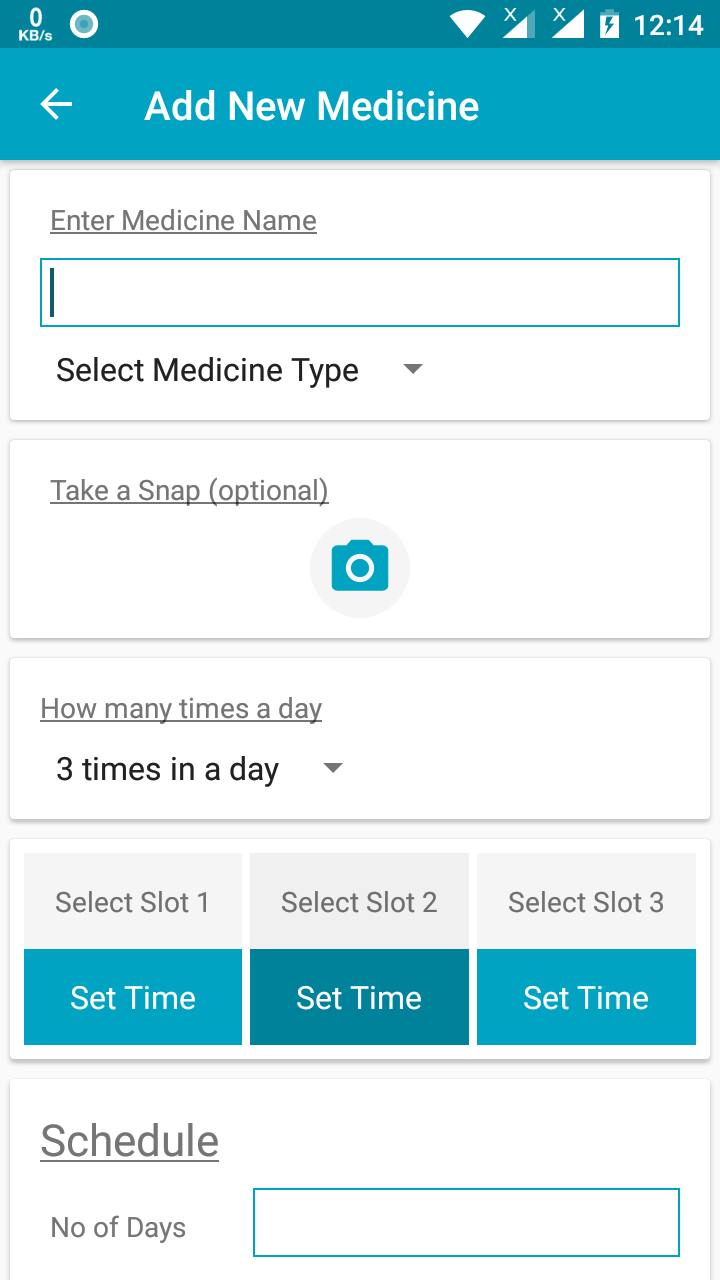 0
KB/s
X X 12:14
Add New Medicine
Enter Medicine Name
Select Medicine Type
Take a Snap (optional)
How many times a day
3 times in a day
Select Slot 1 Select Slot 2 Select Slot 3
Set Time Set Time Set Time
Schedule
No of Days